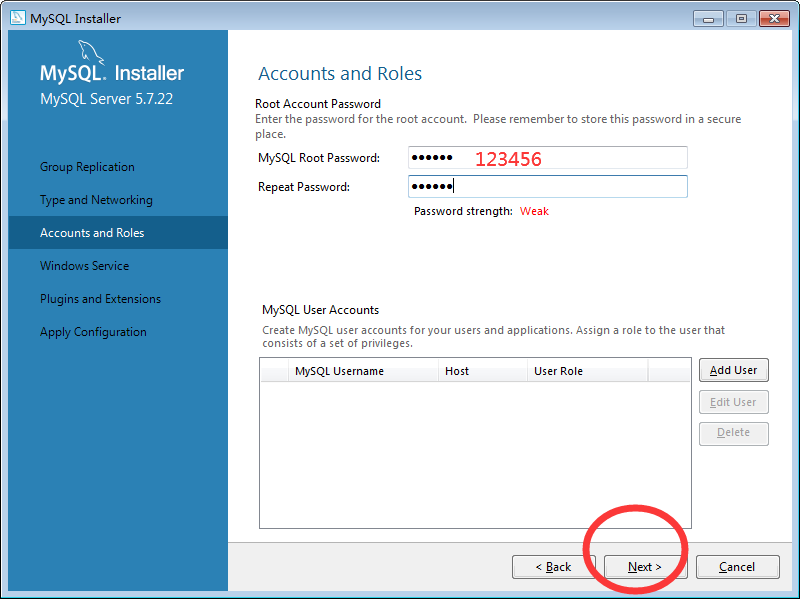 MySQL Installer
MySQL. Installer
MySQL Server 5.7.22
Group Replication
Type and Networking
Accounts and Roles
Windows Service
Plugins and Extensions
Apply Configuration
Accounts and Roles
Root Account Password
Enter the password for the root account.  Please remember to store this password in a secure
place.
MySQL Root Password: ●●●●●● 123456
Repeat Password: ●●●●●●
Password strength: Weak
MySQL User Accounts
Create MySQL user accounts for your users and applications. Assign a role to the user that
consists of a set of privileges.
MySQL Username Host User Role
Add User
Edit User
Delete
< Back Next > Cancel